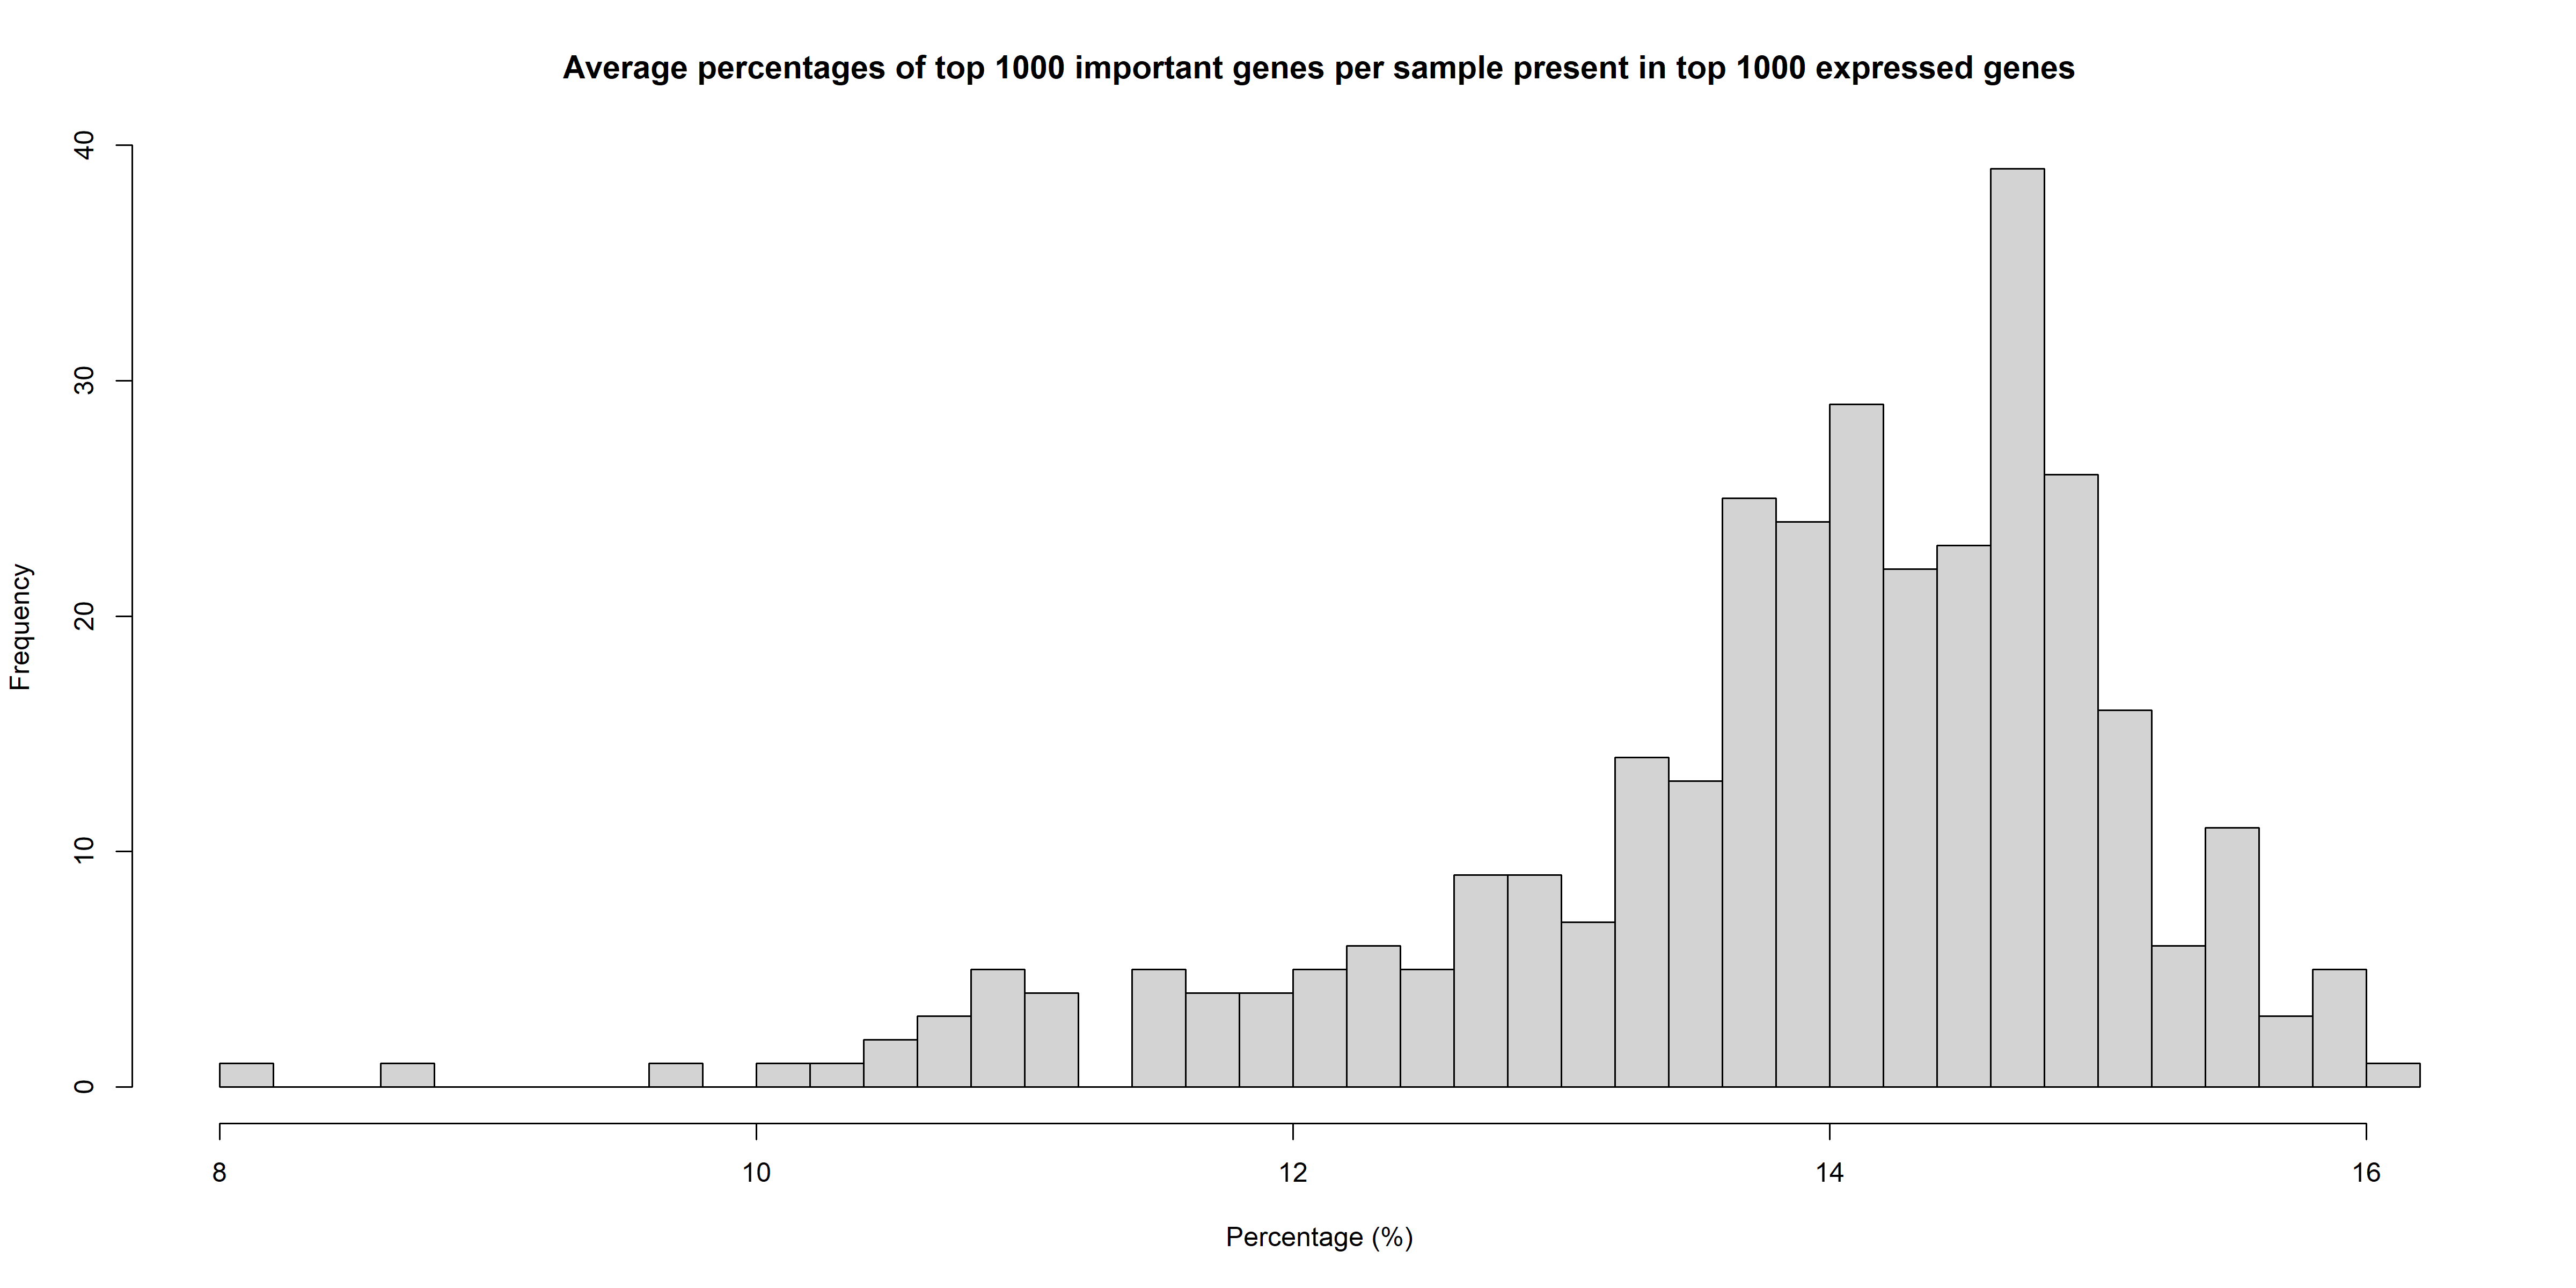 Average percentages of top 1000 important genes per sample present in top 1000 expressed genes
40
30
20
10
0
Frequency
8 10 12 14 16
Percentage (%)